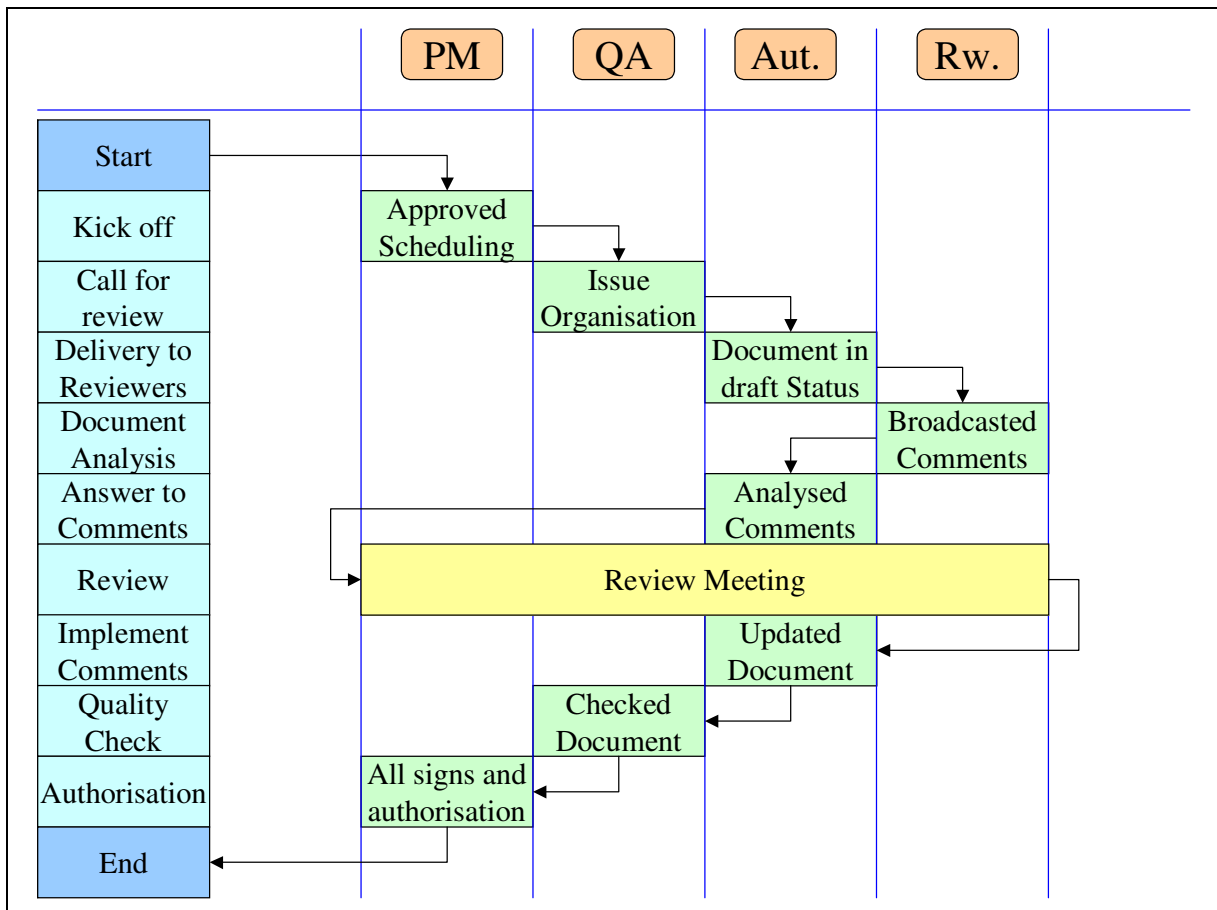 PM
QA
Aut.
Rw.
Start
Kick off
Approved
Scheduling
Call for
review
Issue
Organisation
Delivery to
Reviewers
Document in
draft Status
Document
Analysis
Broadcasted
Comments
Answer to
Comments
Analysed
Comments
Review
Review Meeting
Implement
Comments
Updated
Document
Quality
Check
Checked
Document
Authorisation
All signs and
authorisation
End